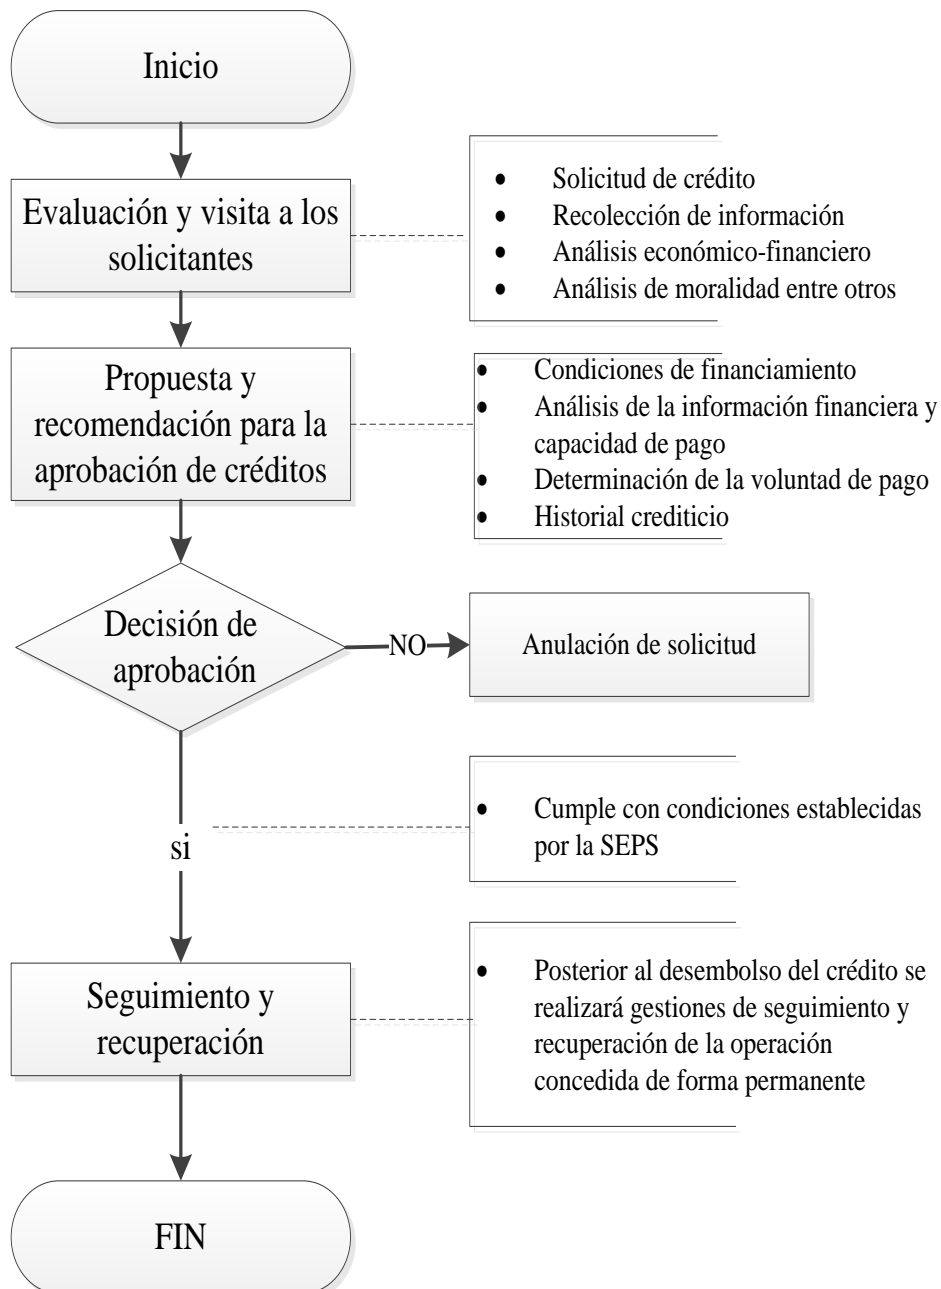 Inicio
Evaluación y visita a los
solicitantes
• Solicitud de crédito
• Recolección de información
• Análisis económico-financiero
• Análisis de moralidad entre otros
Propuesta y
recomendación para la
aprobación de créditos
• Condiciones de financiamiento
• Análisis de la información financiera y
capacidad de pago
• Determinación de la voluntad de pago
• Historial crediticio
Decisión de
aprobación
NO
Anulación de solicitud
si
• Cumple con condiciones establecidas
por la SEPS
Seguimiento y
recuperación
• Posterior al desembolso del crédito se
realizará gestiones de seguimiento y
recuperación de la operación
concedida de forma permanente
FIN